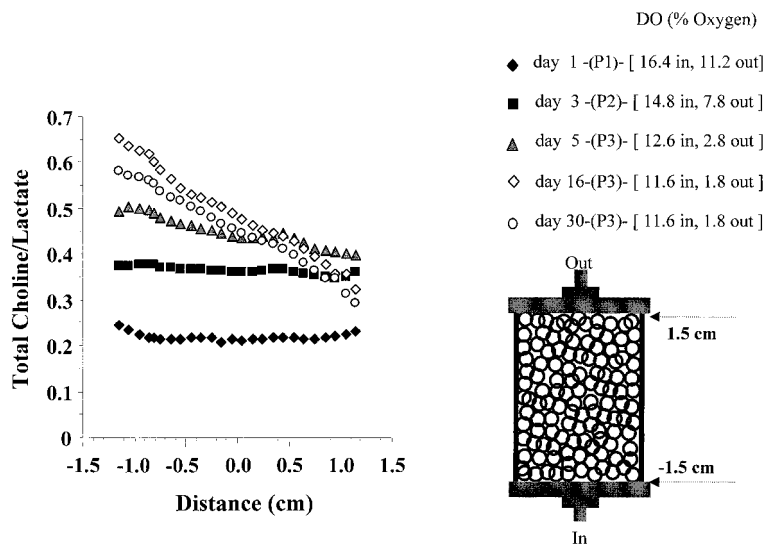 DO (% Oxygen)
day 1 -(P1)- [ 16.4 in, 11.2 out ]
day 3 -(P2)- [ 14.8 in, 7.8 out ]
day 5 -(P3)- [ 12.6 in, 2.8 out ]
day 16-(P3)- [ 11.6 in, 1.8 out ]
day 30-(P3)- [ 11.6 in, 1.8 out ]
Total Choline/Lactate
0.7
0.6
0.5
0.4
0.3
0.2
0.1
0
-1.5 -1.0 -0.5 0.0 0.5 1.0 1.5
Distance (cm)
Out
1.5 cm
-1.5 cm
In